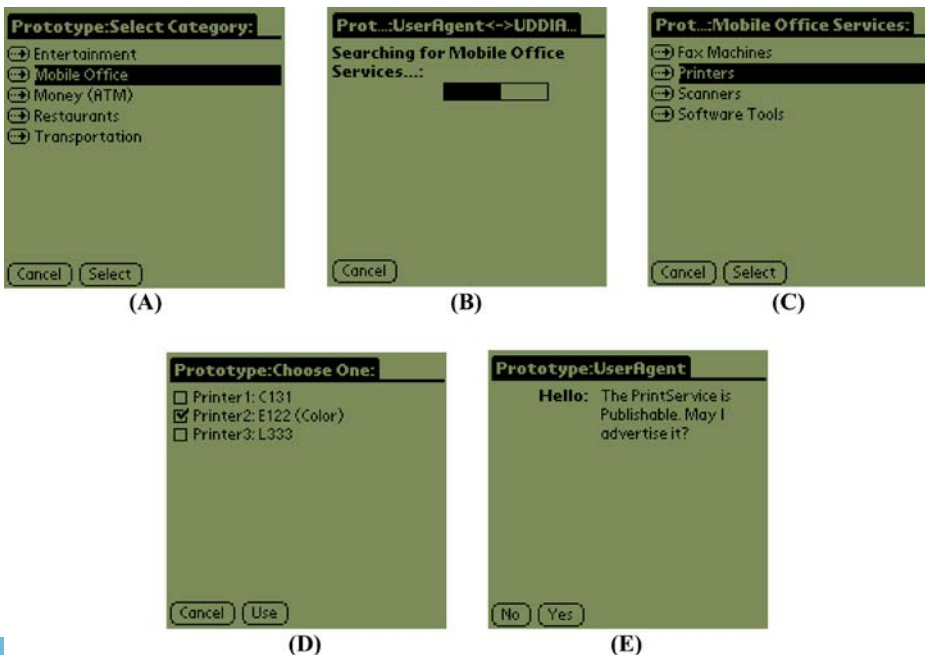 Prototype:Select Category:
Entertainment
Mobile Office
Money (ATM)
Restaurants
Transportation
Cancel Select
(A)
Prot...:UserAgent<->UDDIA...
Searching for Mobile Office
Services...:
Cancel
(B)
Prot...:Mobile Office Services:
Fax Machines
Printers
Scanners
Software Tools
Cancel Select
(C)
Prototype:Choose One:
Printer1: C131
Printer2: E122 (Color)
Printer3: L333
Cancel Use
(D)
Prototype:UserAgent
Hello: The PrintService is
Publishable. May I
advertise it?
No Yes
(E)